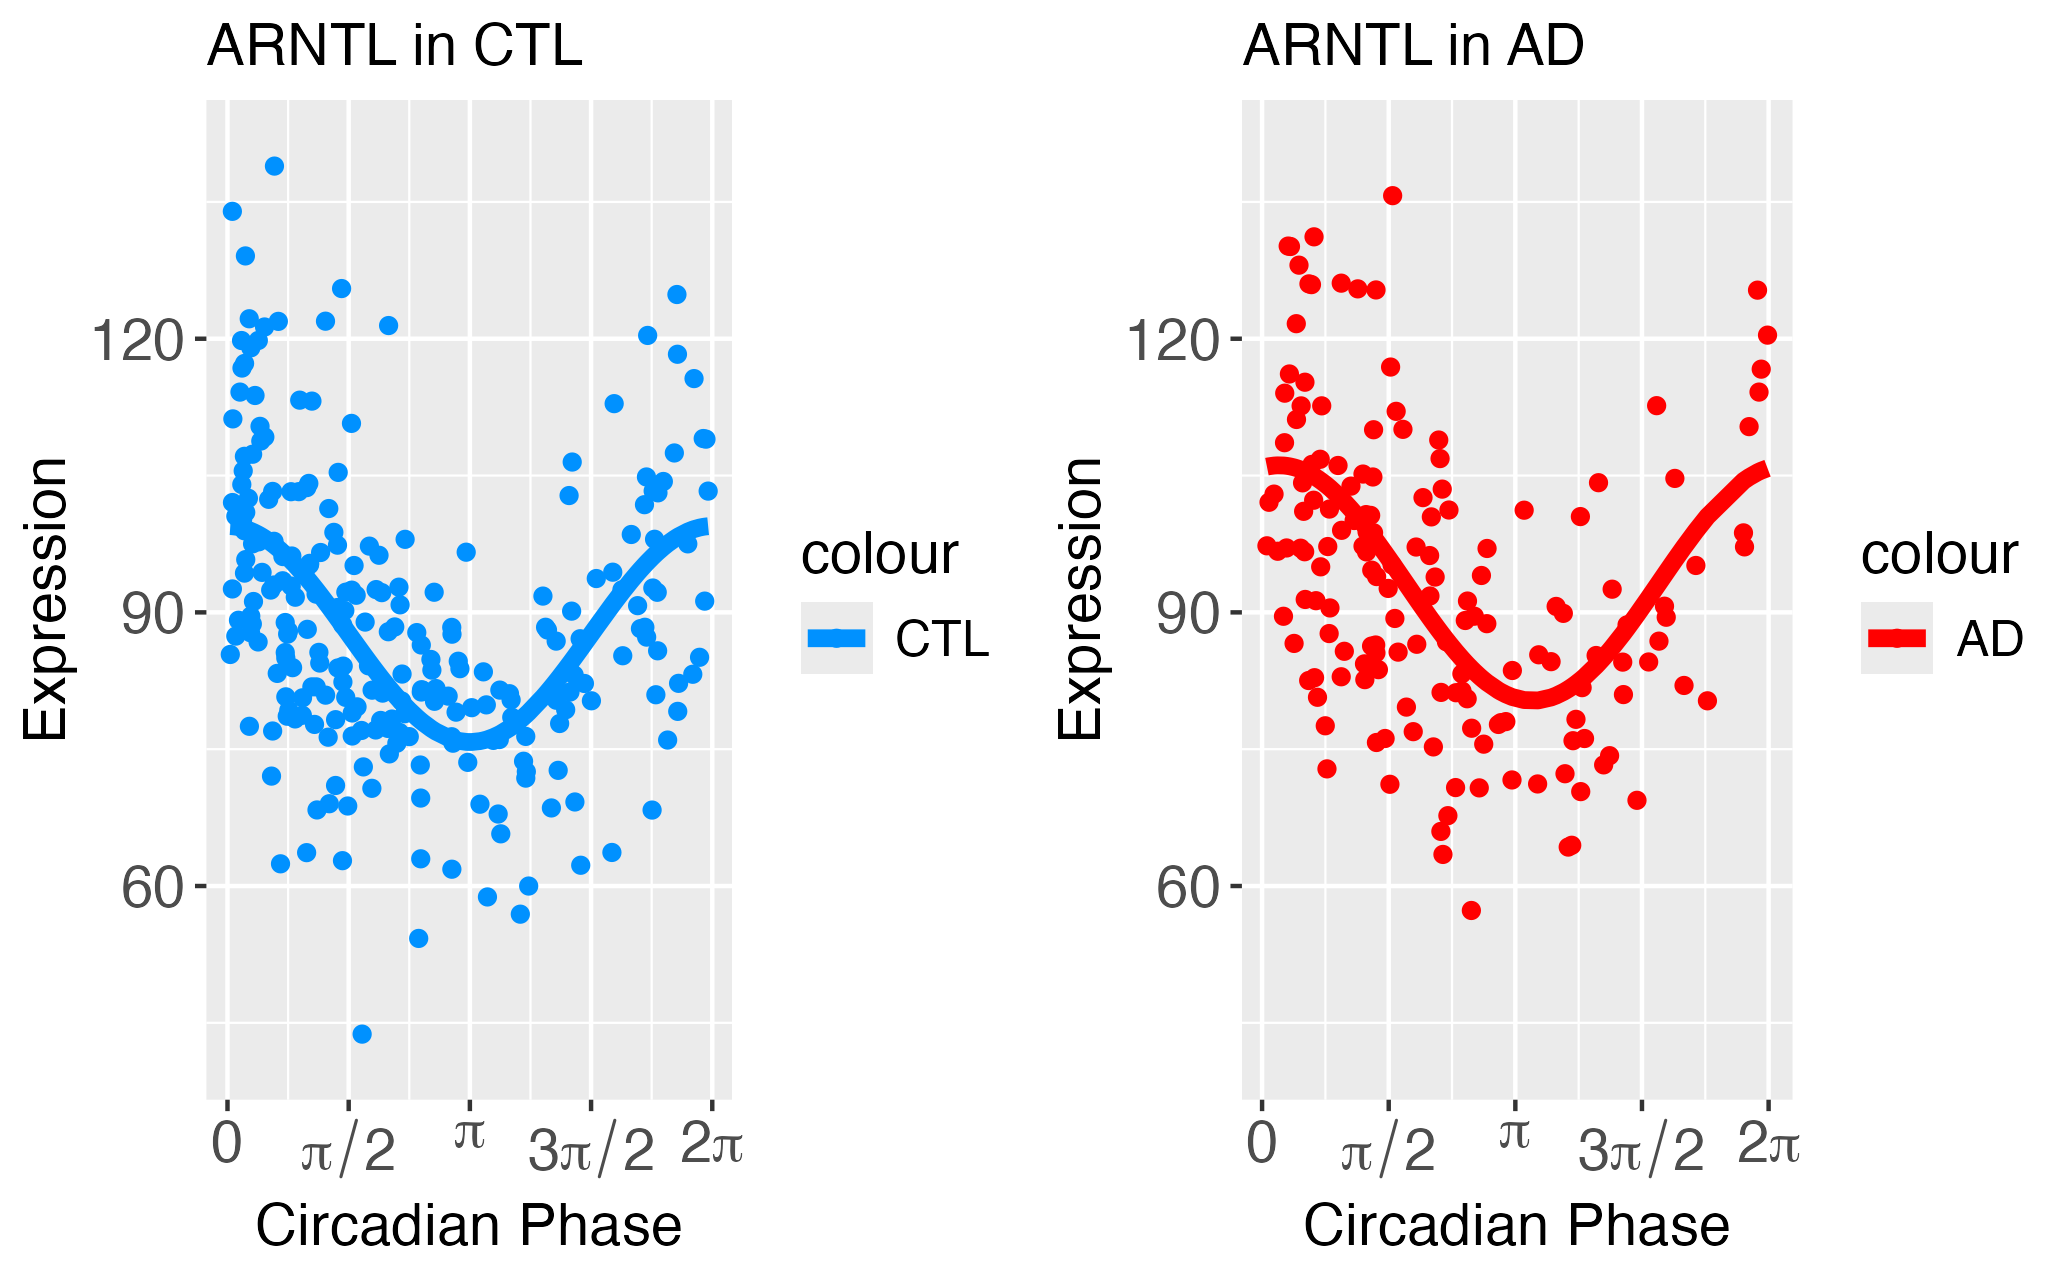 ARNTL in CTL
Expression
120
90
60
0 π/2 π 3π/2 2π
Circadian Phase
colour
CTL
ARNTL in AD
Expression
120
90
60
0 π/2 π 3π/2 2π
Circadian Phase
colour
AD